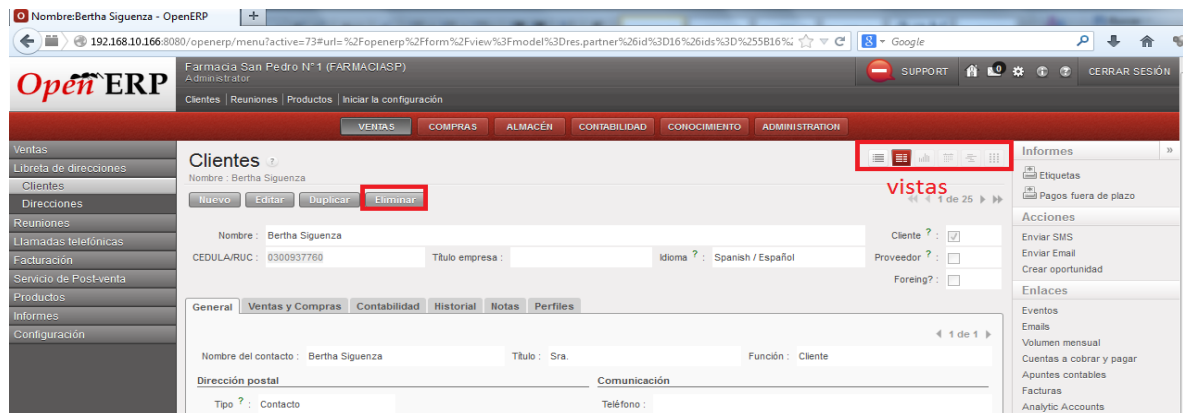 Nombre:Bertha Siguenza - OpenERP
192.168.10.166:8080/openerp/menu?active=73#url=%2Fopenerp%2Fform%2Fview%3Fmodel%3Dres.partner%26id%3D16%26ids%3D%255B16%
Google
OpenERP
Farmacia San Pedro N°1 (FARMACIASP)
Administrator
Clientes | Reuniones | Productos | Iniciar la configuración
SUPPORT
0
CERRAR SESIÓN
VENTAS COMPRAS ALMACÉN CONTABILIDAD CONOCIMIENTO ADMINISTRATION
Ventas
Libreta de direcciones
Clientes
Direcciones
Reuniones
Llamadas telefónicas
Facturación
Servicio de Post-venta
Productos
Informes
Configuración
Clientes ?
Nombre : Bertha Siguenza
vistas
Nuevo Editar Duplicar Eliminar
1 de 25
Nombre : Bertha Siguenza
Cliente ? :
CEDULA/RUC : 0300937760 Título empresa : Idioma ? : Spanish / Español
Proveedor ? :
Foreing? :
General Ventas y Compras Contabilidad Historial Notas Perfiles
1 de 1
Nombre del contacto : Bertha Siguenza Título : Sra. Función : Cliente
Dirección postal Comunicación
Tipo ? : Contacto Teléfono :
Informes »
Etiquetas
Pagos fuera de plazo
Acciones
Enviar SMS
Enviar Email
Crear oportunidad
Enlaces
Eventos
Emails
Volumen mensual
Cuentas a cobrar y pagar
Apuntes contables
Facturas
Analytic Accounts